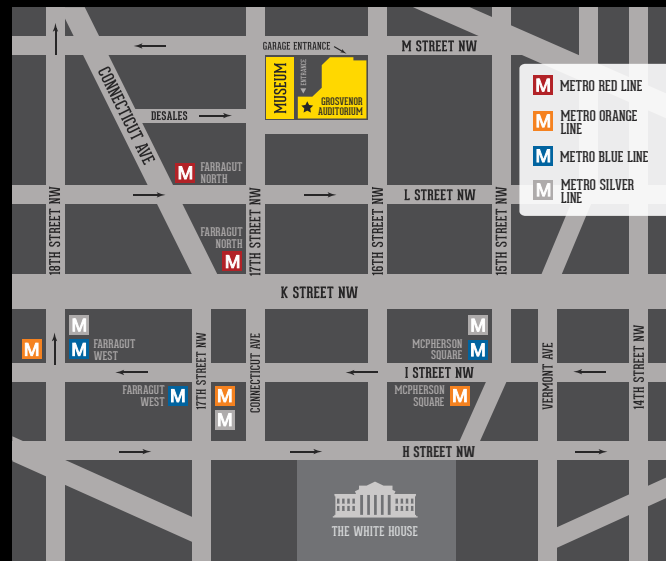 GARAGE ENTRANCE
M STREET NW
MUSEUM
ENTRANCE
GROSVENOR
AUDITORIUM
CONNECTICUT AVE
DESALES
M METRO RED LINE
M METRO ORANGE
LINE
M METRO BLUE LINE
M METRO SILVER
LINE
M FARRAGUT
NORTH
18TH STREET NW
17TH STREET NW
16TH STREET NW
15TH STREET NW
L STREET NW
FARRAGUT
NORTH
M
K STREET NW
M
M
M FARRAGUT
WEST
17TH STREET NW
CONNECTICUT AVE
M
MCPHERSON
SQUARE M
VERMONT AVE
14TH STREET NW
I STREET NW
FARRAGUT
WEST M
M
M
MCPHERSON
SQUARE M
H STREET NW
THE WHITE HOUSE